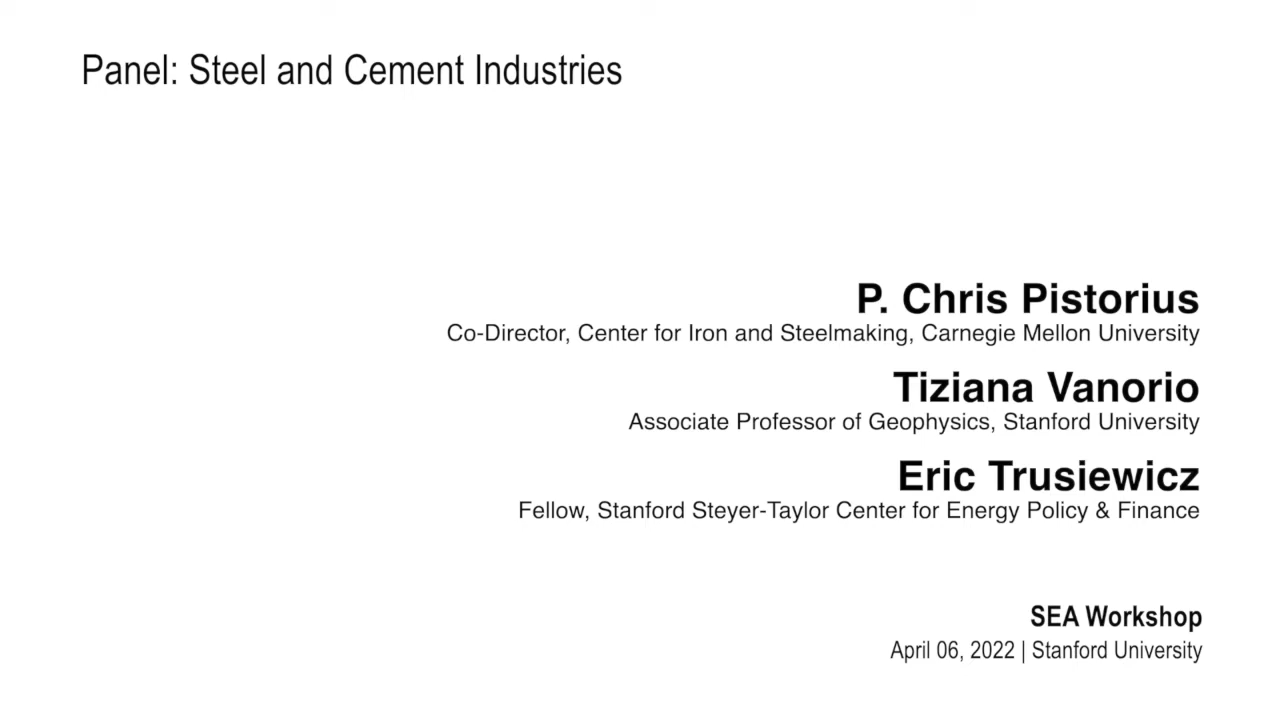 Panel: Steel and Cement Industries
P. Chris Pistorius
Co-Director, Center for Iron and Steelmaking, Carnegie Mellon University
Tiziana Vanorio
Associate Professor of Geophysics, Stanford University
Eric Trusiewicz
Fellow, Stanford Steyer-Taylor Center for Energy Policy & Finance
SEA Workshop
April 06, 2022 | Stanford University